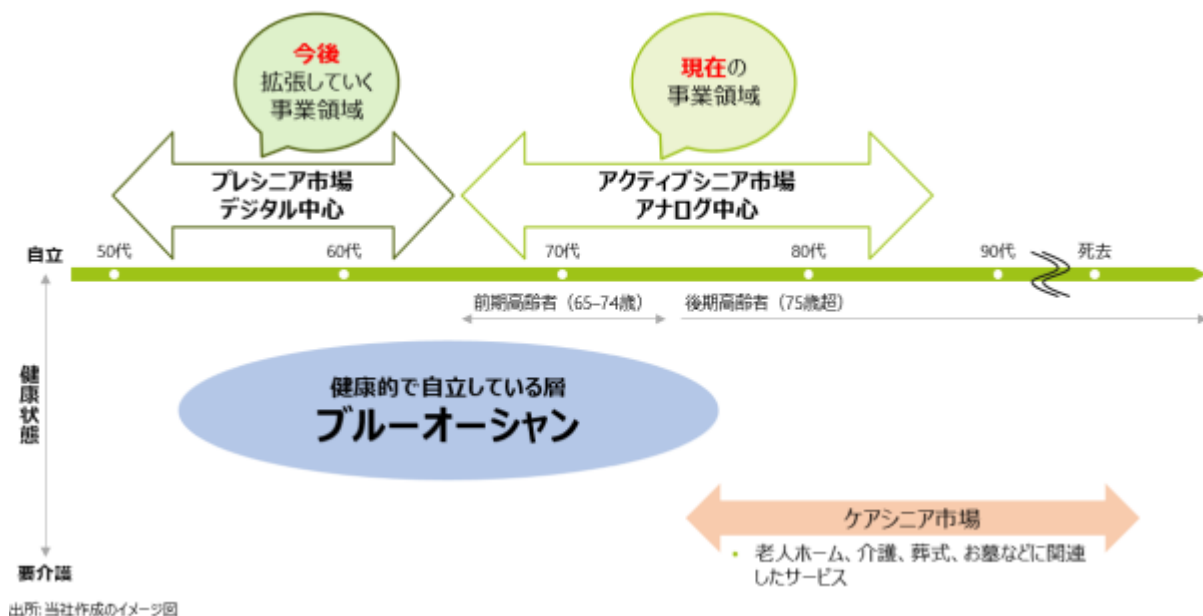 今後
拡張していく
事業領域
現在の
事業領域
プレシニア市場
デジタル中心
アクティブシニア市場
アナログ中心
自立
50代
60代
70代
80代
90代
死去
前期高齢者（65–74歳）
後期高齢者（75歳超）
健康状態
健康的で自立している層
ブルーオーシャン
ケアシニア市場
• 老人ホーム、介護、葬式、お墓などに関連
したサービス
要介護
出所:当社作成のイメージ図